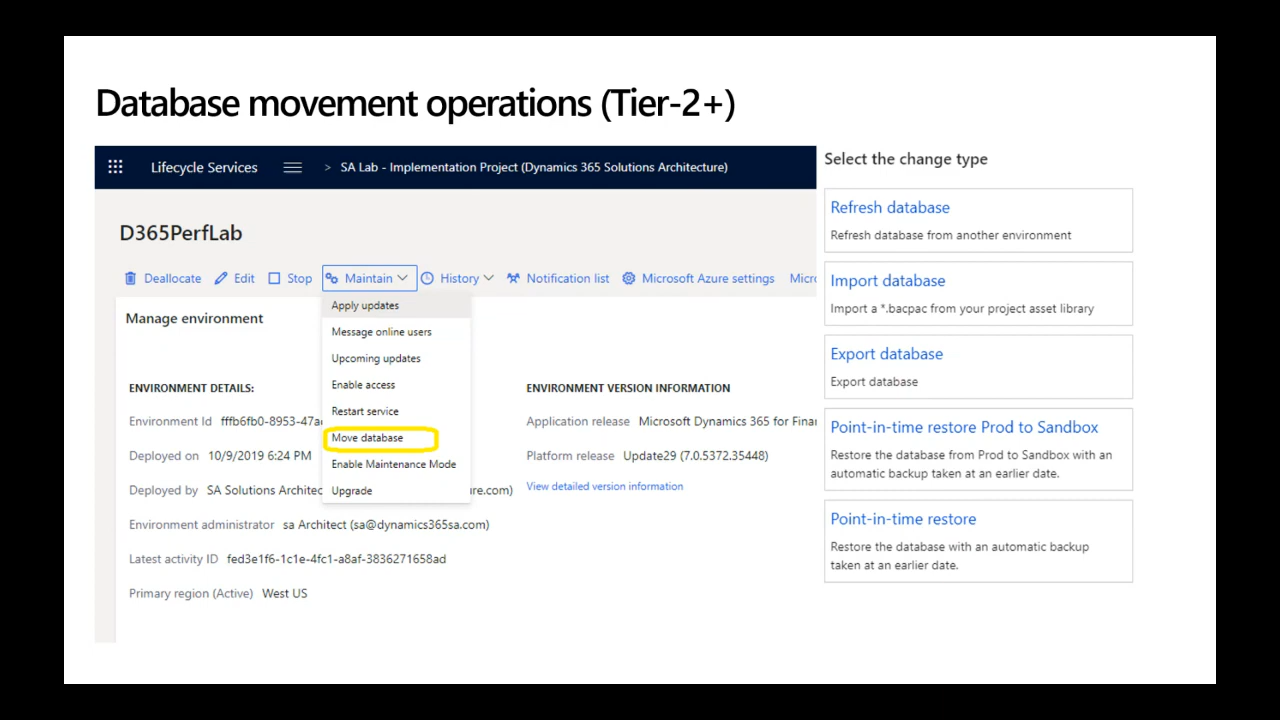 Database movement operations (Tier-2+)
Lifecycle Services
> SA Lab - Implementation Project (Dynamics 365 Solutions Architecture)
D365PerfLab
Deallocate Edit Stop Maintain History Notification list Microsoft Azure settings Micr
Manage environment
Apply updates
Message online users
Upcoming updates
Enable access
Restart service
Move database
Enable Maintenance Mode
Upgrade
ENVIRONMENT DETAILS:
Environment Id fffb6fb0-8953-47a
Deployed on 10/9/2019 6:24 PM
Deployed by SA Solutions Architec re.com)
Environment administrator sa Architect (sa@dynamics365sa.com)
Latest activity ID fed3e1f6-1c1e-4fc1-a8af-3836271658ad
Primary region (Active) West US
ENVIRONMENT VERSION INFORMATION
Application release Microsoft Dynamics 365 for Finan
Platform release Update29 (7.0.5372.35448)
View detailed version information
Select the change type
Refresh database
Refresh database from another environment
Import database
Import a *.bacpac from your project asset library
Export database
Export database
Point-in-time restore Prod to Sandbox
Restore the database from Prod to Sandbox with an
automatic backup taken at an earlier date.
Point-in-time restore
Restore the database with an automatic backup
taken at an earlier date.